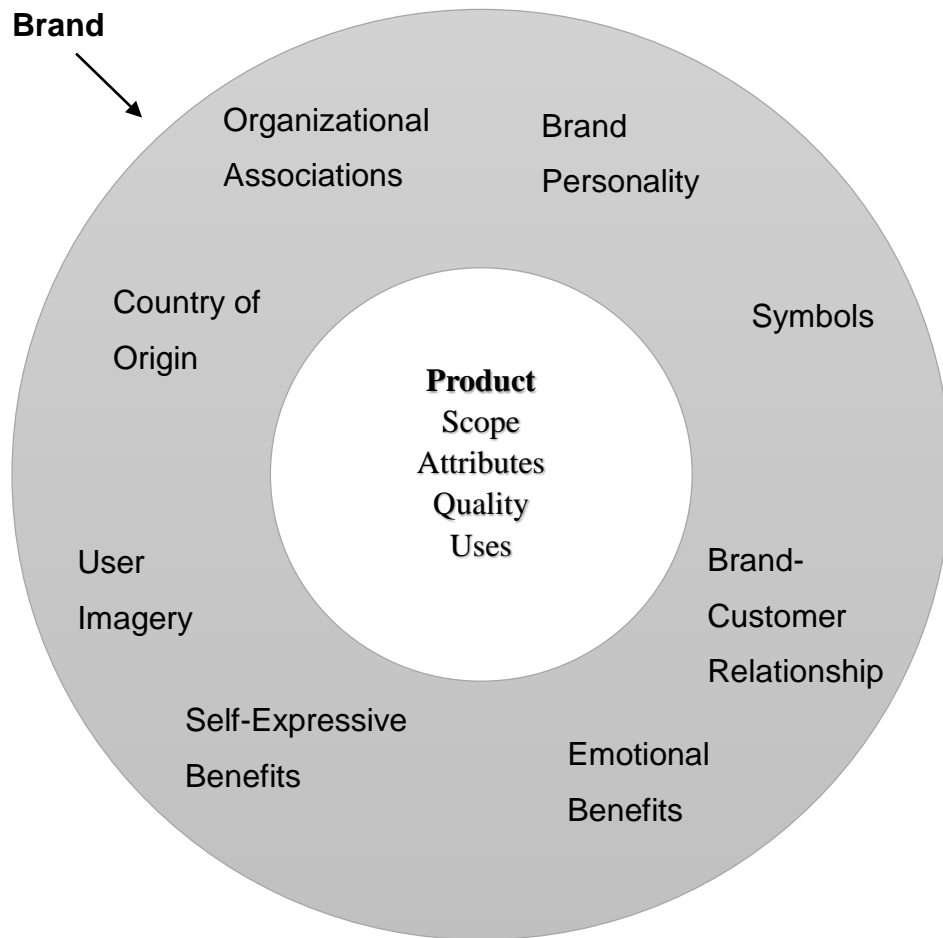 Brand
Organizational
Associations
Brand
Personality
Country of
Origin
Symbols
Product
Scope
Attributes
Quality
Uses
User
Imagery
Brand-
Customer
Relationship
Self-Expressive
Benefits
Emotional
Benefits